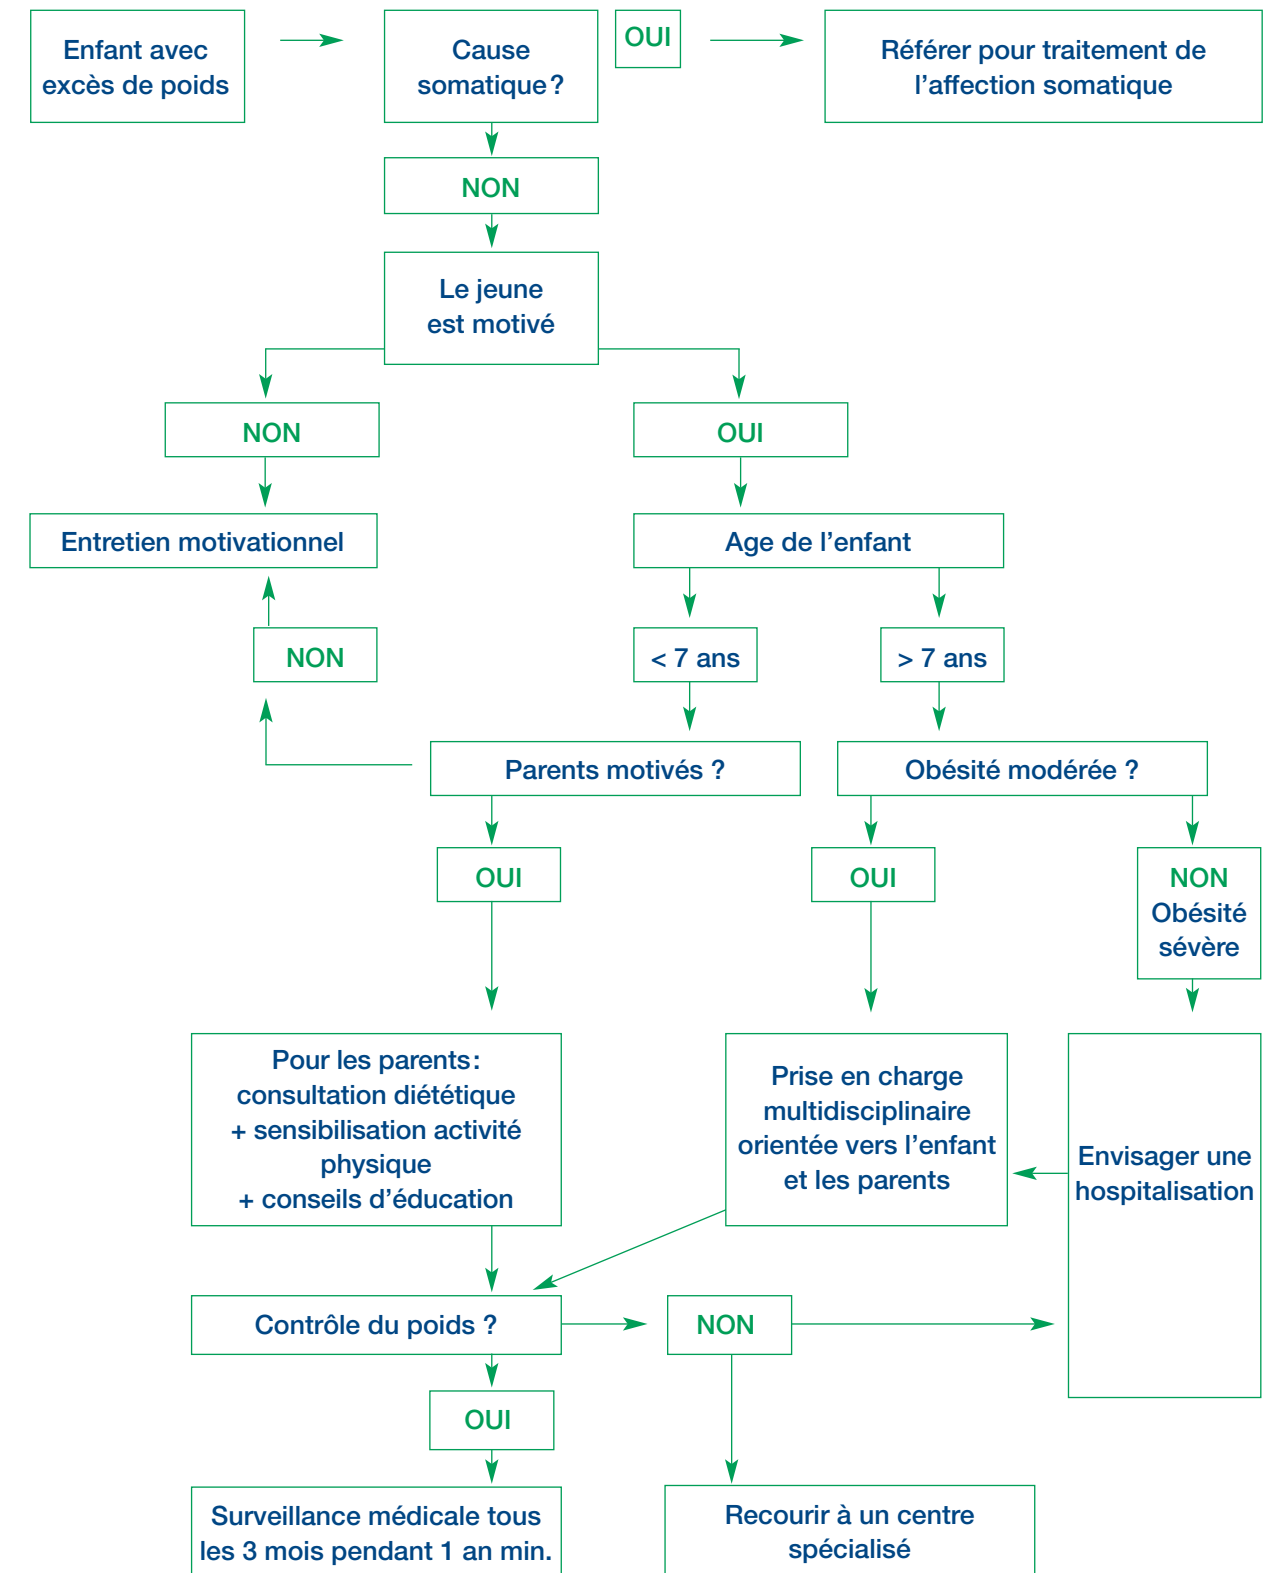 Enfant avec
excès de poids
Cause
somatique ?
OUI
Référer pour traitement de
l’affection somatique
NON
Le jeune
est motivé
NON
OUI
Entretien motivationnel
Age de l’enfant
NON
< 7 ans
> 7 ans
Parents motivés ?
Obésité modérée ?
OUI
OUI
NON
Obésité
sévère
Pour les parents :
consultation diététique
+ sensibilisation activité
physique
+ conseils d’éducation
Prise en charge
multidisciplinaire
orientée vers l’enfant
et les parents
Envisager une
hospitalisation
Contrôle du poids ?
NON
OUI
Surveillance médicale tous
les 3 mois pendant 1 an min.
Recourir à un centre
spécialisé